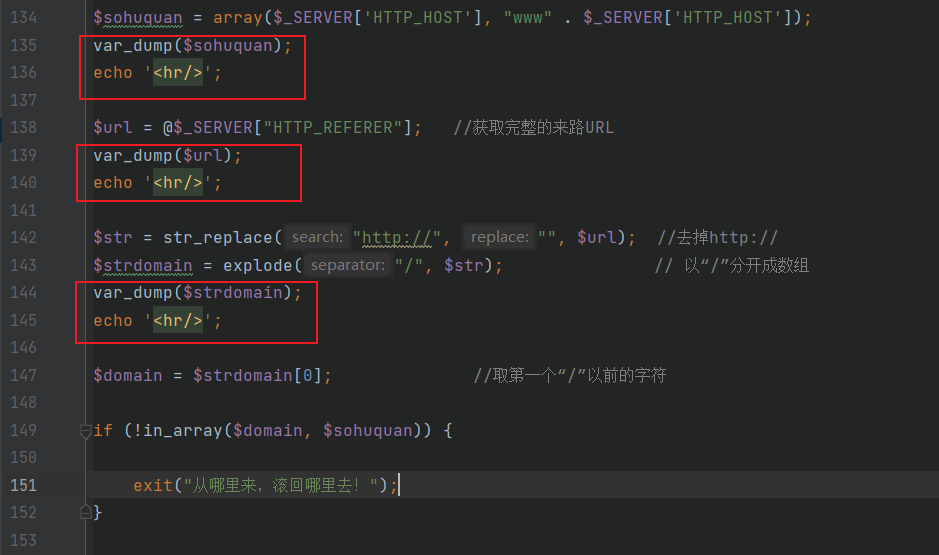 134 $sohuquan = array($_SERVER['HTTP_HOST'], "www" . $_SERVER['HTTP_HOST']);
135 var_dump($sohuquan);
136 echo '<hr/>';
137
138 $url = @$_SERVER["HTTP_REFERER"]; //获取完整的来路URL
139 var_dump($url);
140 echo '<hr/>';
141
142 $str = str_replace( search: "http://", replace: "", $url); //去掉http://
143 $strdomain = explode( separator: "/", $str); // 以“/”分开成数组
144 var_dump($strdomain);
145 echo '<hr/>';
146
147 $domain = $strdomain[0]; //取第一个“/”以前的字符
148
149 if (!in_array($domain, $sohuquan)) {
150
151 exit("从哪里来，滚回哪里去！");
152 }
153